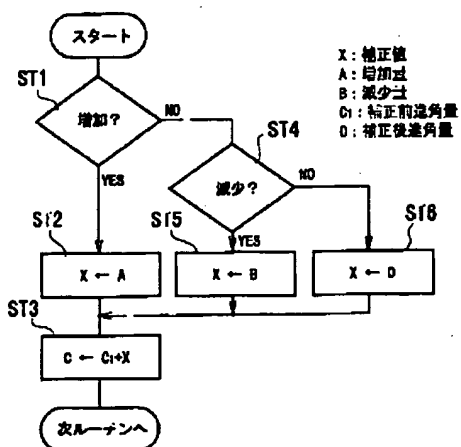 スタート
X:補正値
A:増加量
B:減少量
C₁:補正前進角量
D:補正後進角量
ST1
増加?
NO
ST4
YES
減少?
NO
ST2
ST5
YES
ST6
X ← A
X ← B
X ← D
ST3
C ← C₁+X
次ルーチンへ